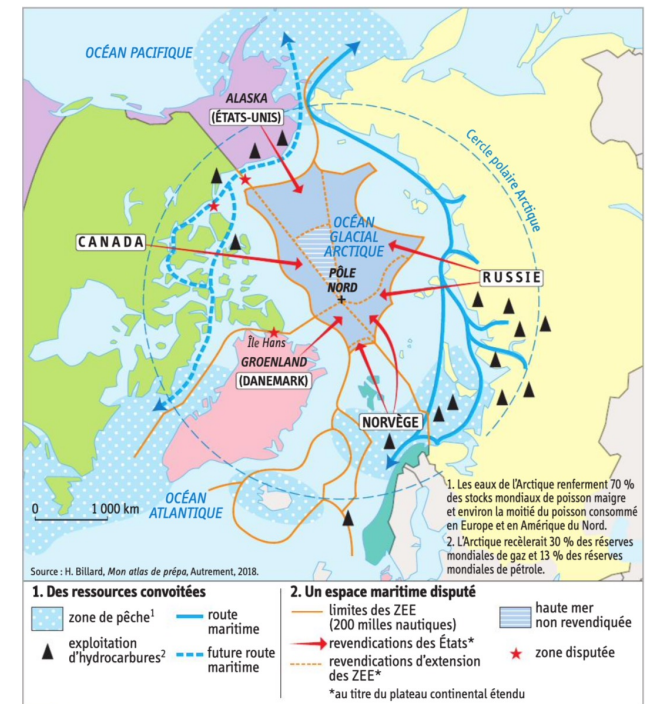 OCÉAN PACIFIQUE
ALASKA
(ÉTATS-UNIS)
Cercle polaire Arctique
OCÉAN
GLACIAL
ARCTIQUE
CANADA
PÔLE
NORD
RUSSIE
Île Hans
GROENLAND
(DANEMARK)
NORVÈGE
OCÉAN
ATLANTIQUE
0 1 000 km
1. Les eaux de l'Arctique renferment 70 %
des stocks mondiaux de poisson maigre
et environ la moitié du poisson consommé
en Europe et en Amérique du Nord.
2. L'Arctique recèlerait 30 % des réserves
mondiales de gaz et 13 % des réserves
mondiales de pétrole.
Source : H. Billard, Mon atlas de prépa, Autrement, 2018.
1. Des ressources convoitées
zone de pêche1
exploitation
d'hydrocarbures2
route
maritime
future route
maritime
2. Un espace maritime disputé
limites des ZEE
(200 milles nautiques)
revendications des États*
revendications d'extension
des ZEE*
*au titre du plateau continental étendu
haute mer
non revendiquée
zone disputée